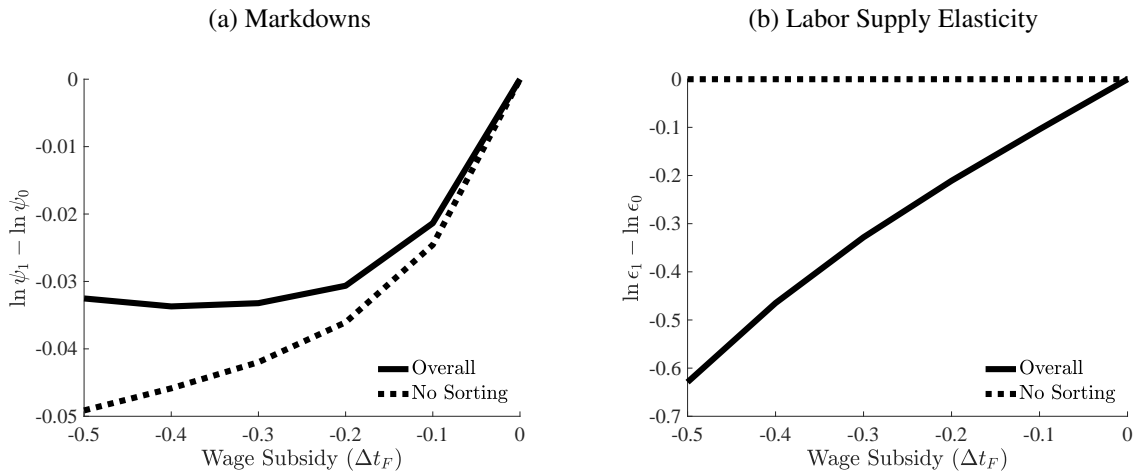 (a) Markdowns
0
-0.01
-0.02
-0.03
-0.04
-0.05
ln ψ₁ − ln ψ₀
Overall
No Sorting
-0.5 -0.4 -0.3 -0.2 -0.1 0
Wage Subsidy (Δt_F)
(b) Labor Supply Elasticity
0
-0.1
-0.2
-0.3
-0.4
-0.5
-0.6
-0.7
ln ϵ₁ − ln ϵ₀
Overall
No Sorting
-0.5 -0.4 -0.3 -0.2 -0.1 0
Wage Subsidy (Δt_F)